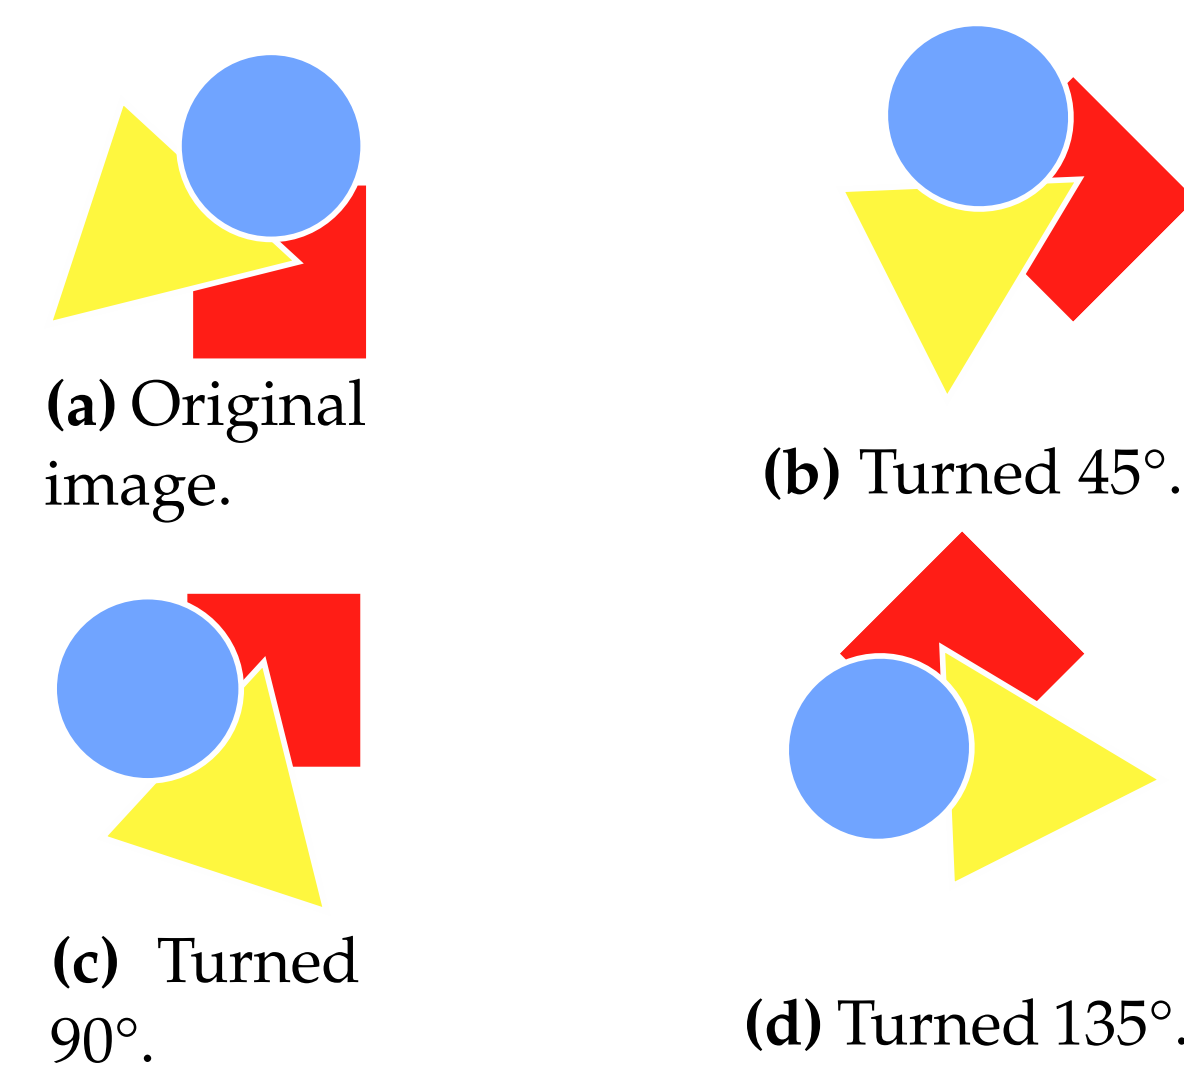 (a) Original
image.
(b) Turned 45°.
(c) Turned
90°.
(d) Turned 135°.